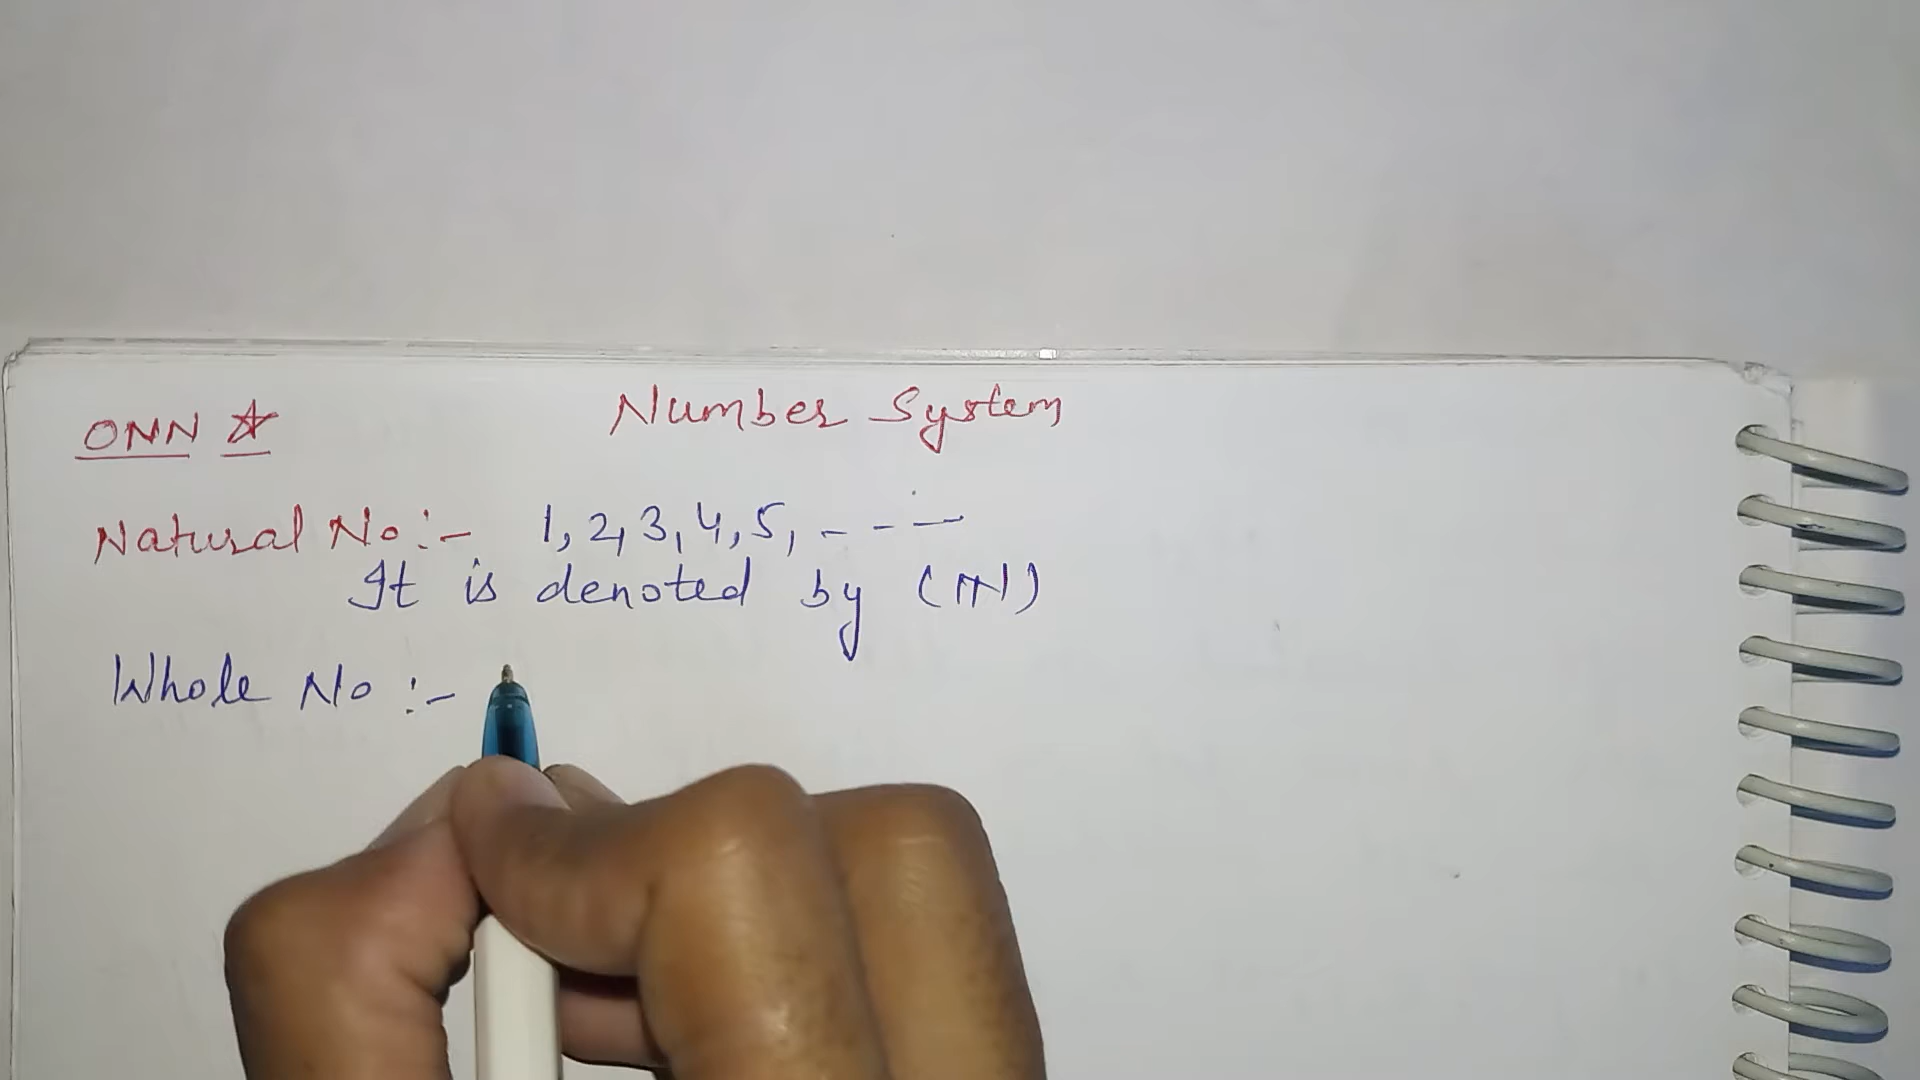 ONN ☆ Number System
Natural No:- 1, 2, 3, 4, 5, - - -
It is denoted by (N)
Whole No :-